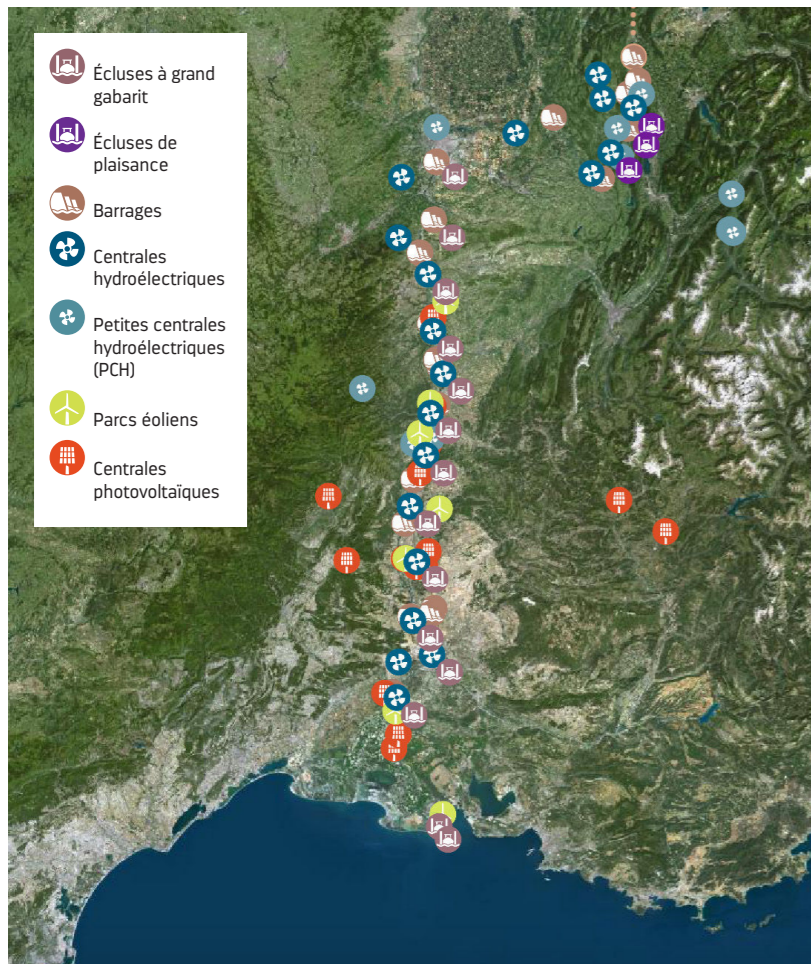 Écluses à grand
gabarit
Écluses de
plaisance
Barrages
Centrales
hydroélectriques
Petites centrales
hydroélectriques
(PCH)
Parcs éoliens
Centrales
photovoltaïques